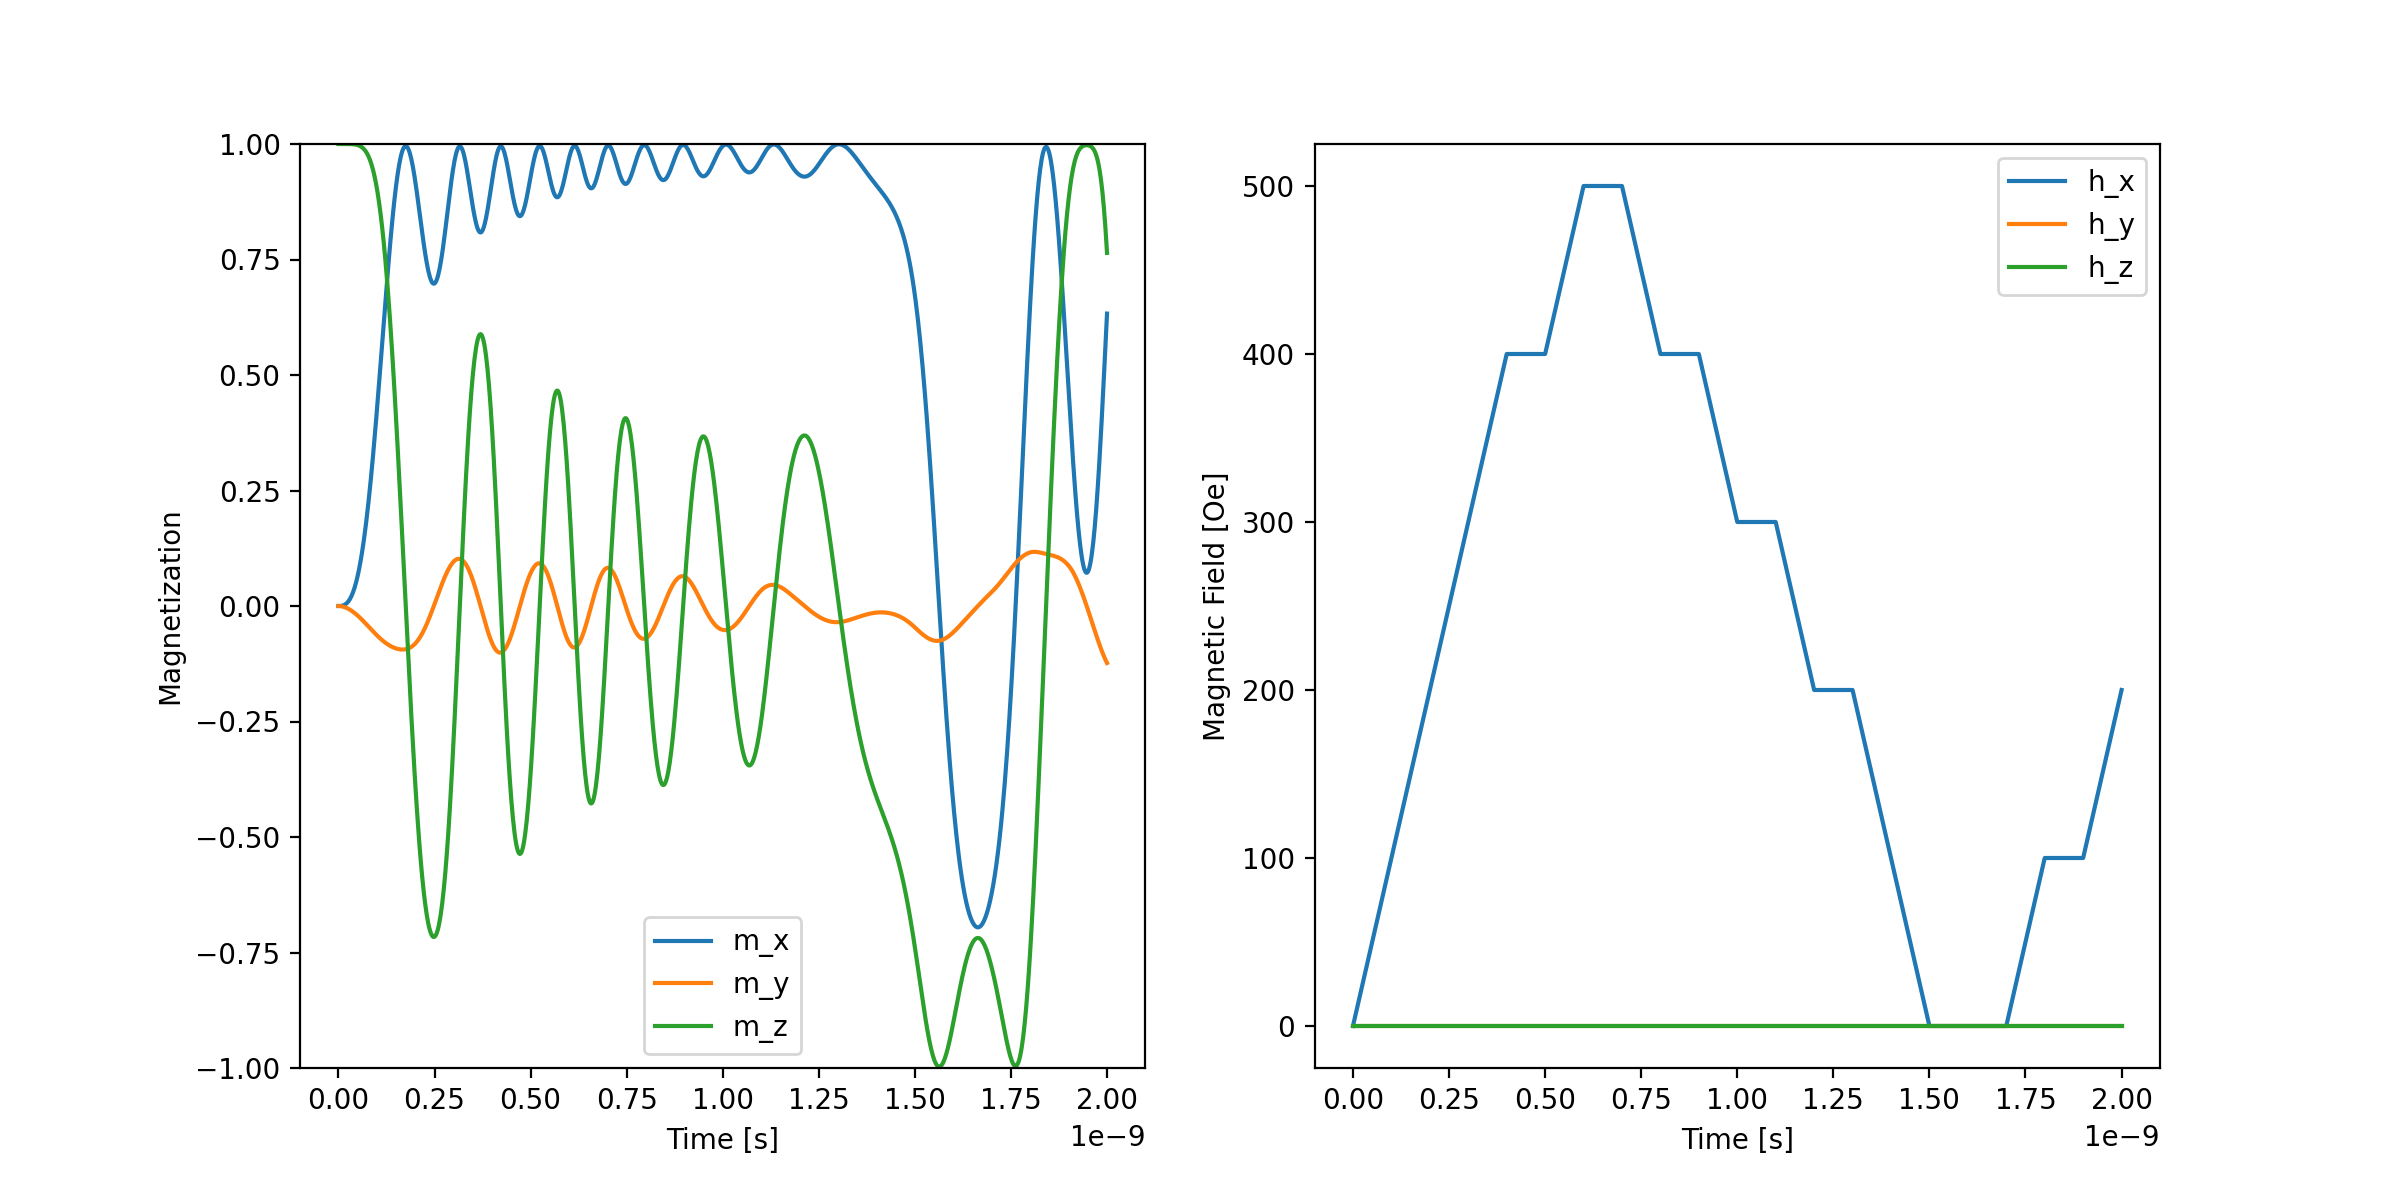 Magnetization
1.00
0.75
0.50
0.25
0.00
−0.25
−0.50
−0.75
−1.00
m_x
m_y
m_z
0.00 0.25 0.50 0.75 1.00 1.25 1.50 1.75 2.00
Time [s]
1e−9
Magnetic Field [Oe]
500
400
300
200
100
0
h_x
h_y
h_z
0.00 0.25 0.50 0.75 1.00 1.25 1.50 1.75 2.00
Time [s]
1e−9